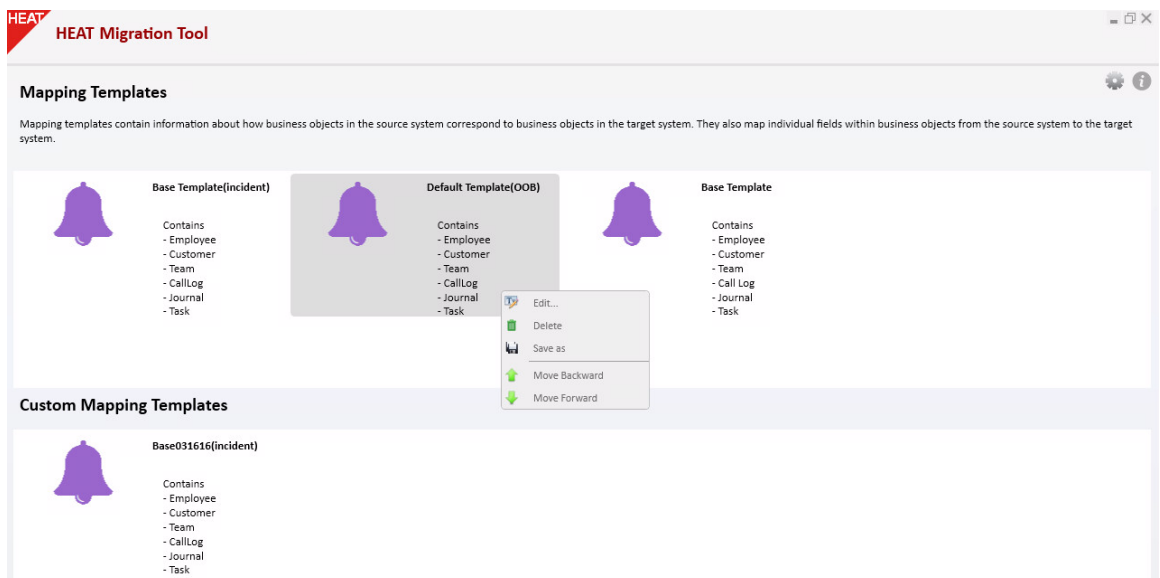 HEAT
HEAT Migration Tool
Mapping Templates
Mapping templates contain information about how business objects in the source system correspond to business objects in the target system. They also map individual fields within business objects from the source system to the target
system.
Base Template(incident)
Contains
- Employee
- Customer
- Team
- CallLog
- Journal
- Task
Default Template(OOB)
Contains
- Employee
- Customer
- Team
- CallLog
- Journal
- Task
Base Template
Contains
- Employee
- Customer
- Team
- Call Log
- Journal
- Task
Edit...
Delete
Save as
Move Backward
Move Forward
Custom Mapping Templates
Base031616(incident)
Contains
- Employee
- Customer
- Team
- CallLog
- Journal
- Task